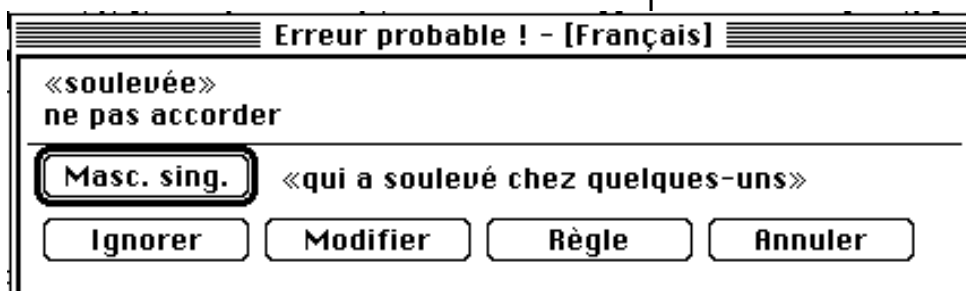 Erreur probable ! - [Français]
«soulevée»
ne pas accorder
Masc. sing. «qui a soulevé chez quelques-uns»
Ignorer Modifier Règle Annuler